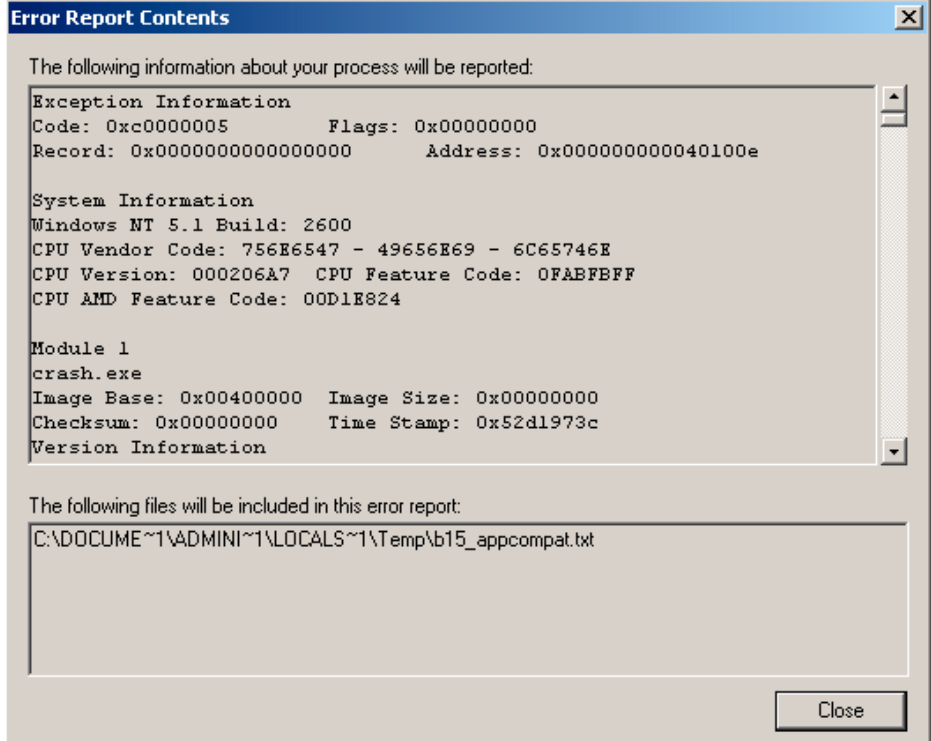 Error Report Contents
The following information about your process will be reported:
Exception Information
Code: 0xc0000005 Flags: 0x00000000
Record: 0x0000000000000000 Address: 0x000000000040100e
System Information
Windows NT 5.1 Build: 2600
CPU Vendor Code: 756E6547 - 49656E69 - 6C65746E
CPU Version: 000206A7 CPU Feature Code: 0FABFBFF
CPU AMD Feature Code: 00D1E824
Module 1
crash.exe
Image Base: 0x00400000 Image Size: 0x00000000
Checksum: 0x00000000 Time Stamp: 0x52d1973c
Version Information
The following files will be included in this error report:
C:\DOCUME~1\ADMINI~1\LOCALS~1\Temp\b15_appcompat.txt
Close